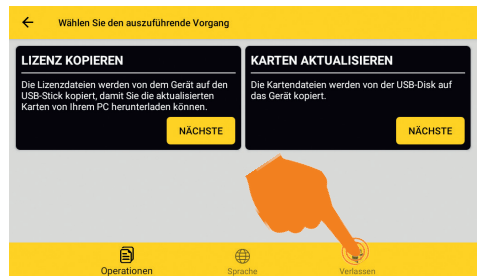 Wählen Sie den auszuführende Vorgang
LIZENZ KOPIEREN
Die Lizenzdateien werden von dem Gerät auf den
USB-Stick kopiert, damit Sie die aktualisierten
Karten von Ihrem PC herunterladen können.
NÄCHSTE
KARTEN AKTUALISIEREN
Die Kartendateien werden von der USB-Disk auf
das Gerät kopiert.
NÄCHSTE
Operationen
Sprache
Verlassen